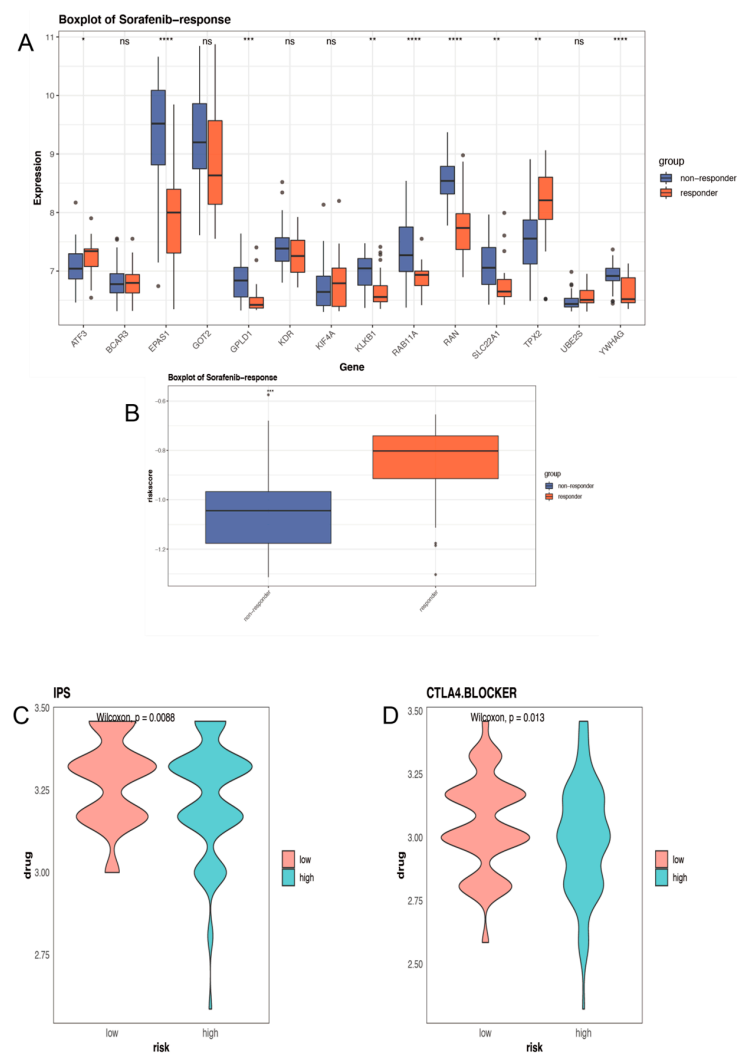 Boxplot of Sorafenib-response
A
* ns **** ns *** ns ns ** **** **** ** ** ns ****
11
10
9
8
7
Expression
ATF3 BCAR3 EPAS1 GOT2 GPLD1 KDR KIF4A KLKB1 RAB11A RAN SLC22A1 TPX2 UBE2S YWHAG
Gene
group
non-responder
responder
Boxplot of Sorafenib-response
B
***
-0.6
-0.8
-1.0
-1.2
riskscore
non-responder responder
group
non-responder
responder
IPS
C
Wilcoxon, p = 0.0088
3.50
3.25
3.00
2.75
drug
low high
risk
low
high
CTLA4.BLOCKER
D
Wilcoxon, p = 0.013
3.50
3.25
3.00
2.75
2.50
drug
low high
risk
low
high